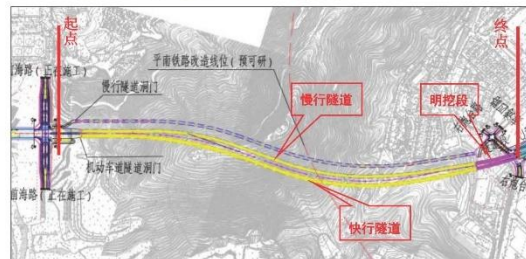 起点
终点
海路(正在施工)
平南铁路改造线位(预可研)
慢行隧道洞门
慢行隧道
明挖段
机动车道隧道洞门
前海路(正在施工)
快行隧道